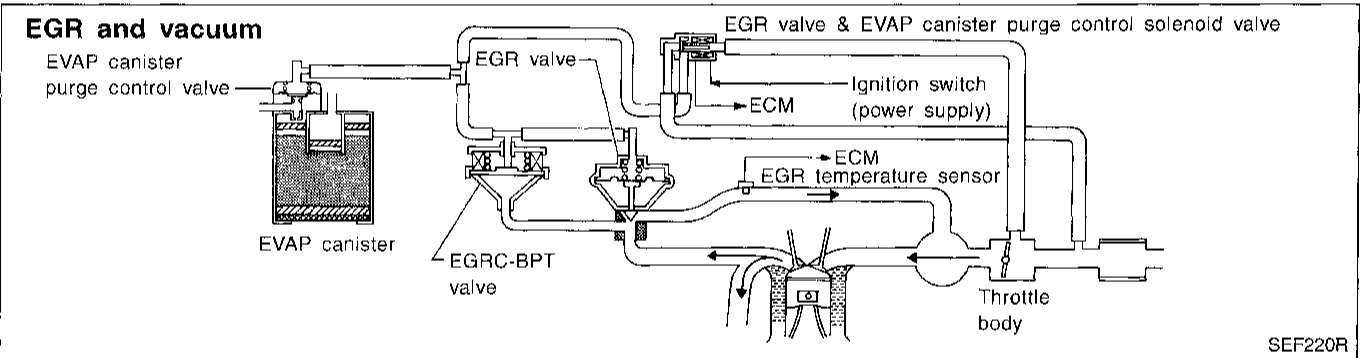 EGR and vacuum
EGR valve & EVAP canister purge control solenoid valve
EVAP canister
purge control valve
EGR valve
Ignition switch
(power supply)
ECM
ECM
EGR temperature sensor
EVAP canister
EGRC-BPT
valve
Throttle
body
SEF220R